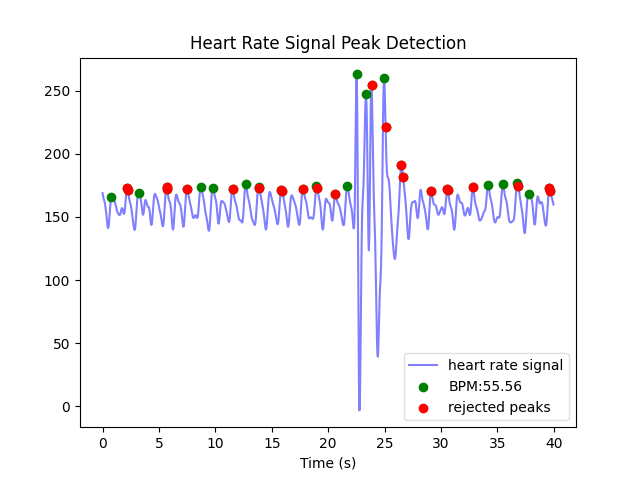 Heart Rate Signal Peak Detection
250
200
150
100
50
0
0 5 10 15 20 25 30 35 40
Time (s)
heart rate signal
BPM:55.56
rejected peaks